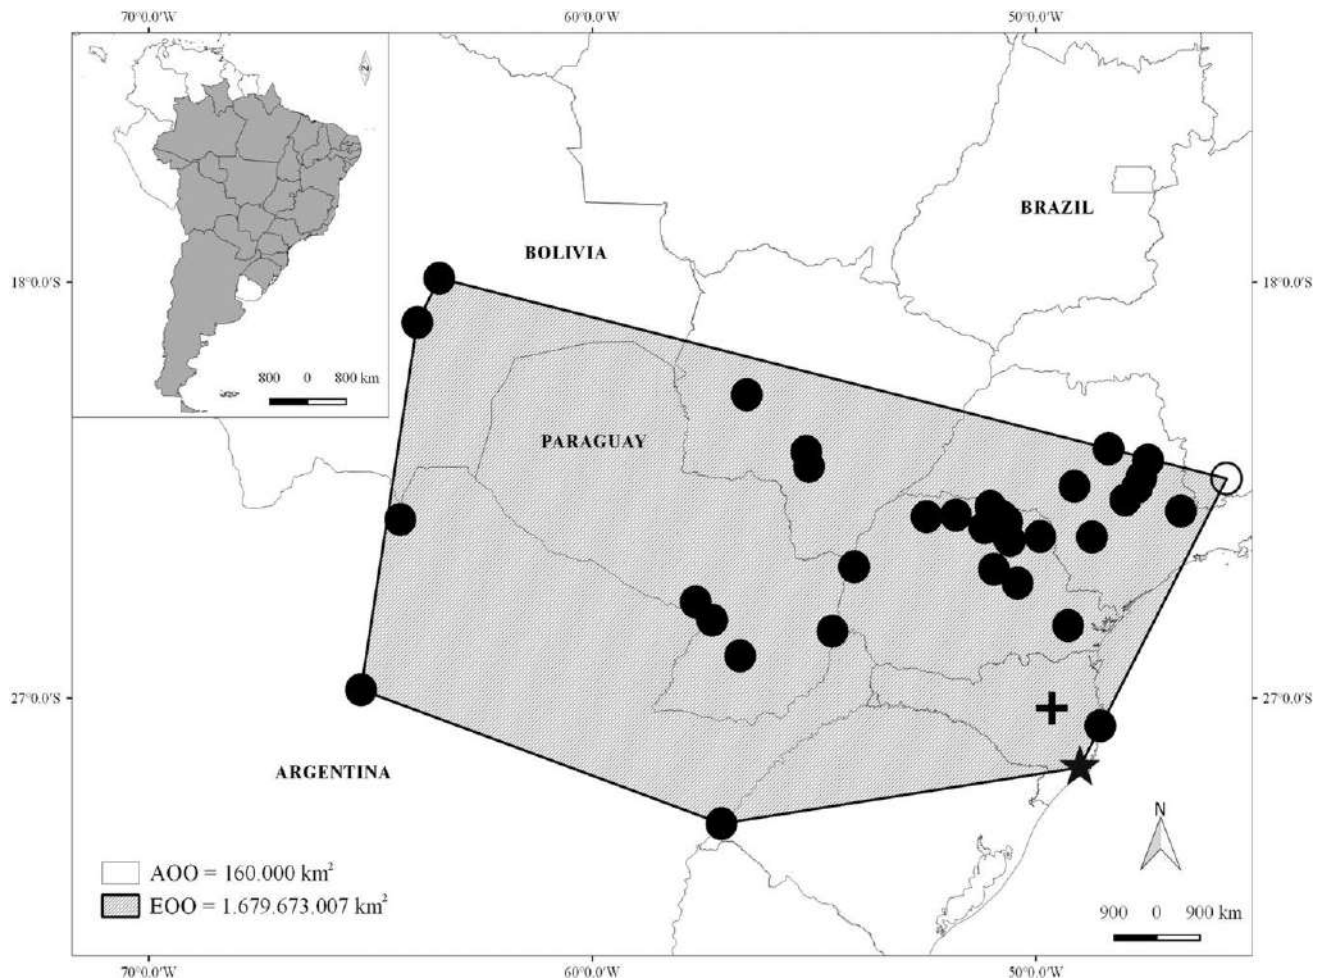 70°0.0'W 60°0.0'W 50°0.0'W
N
800 0 800 km
BRAZIL
BOLIVIA
18°0.0'S 18°0.0'S
PARAGUAY
27°0.0'S 27°0.0'S
ARGENTINA
N
AOO = 160.000 km²
EOO = 1.679.673.007 km²
900 0 900 km
70°0.0'W 60°0.0'W 50°0.0'W